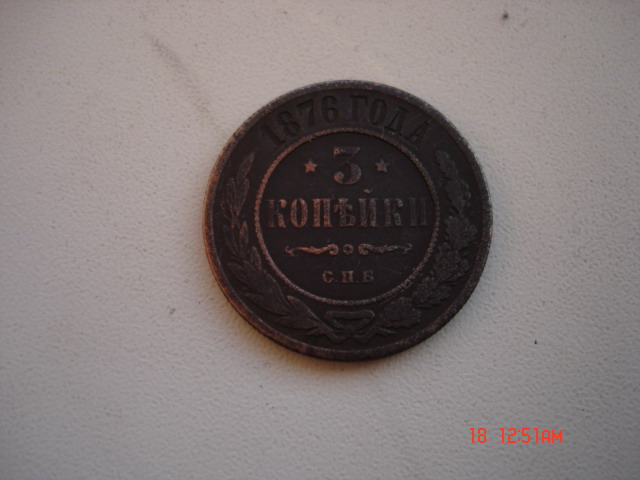 1876 ГОДА
★ 3 ★
КОПѢЙКИ
С.П.Б
18 12:51AM